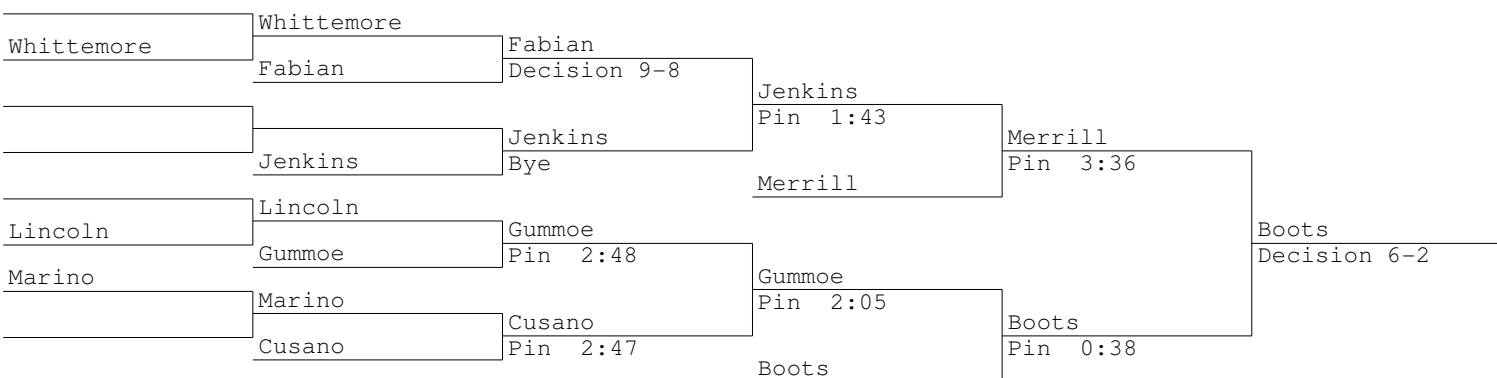 Whittemore
Whittemore
Fabian
Fabian
Decision 9-8
Jenkins
Jenkins
Bye
Jenkins
Pin 1:43
Merrill
Merrill
Pin 3:36
Lincoln
Lincoln
Gummoe
Gummoe
Pin 2:48
Marino
Marino
Cusano
Cusano
Pin 2:47
Gummoe
Pin 2:05
Boots
Boots
Pin 0:38
Boots
Decision 6-2